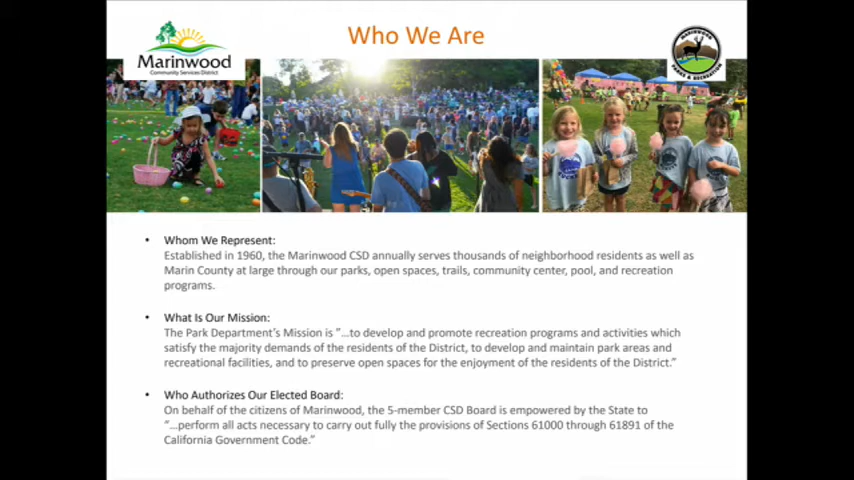 Who We Are
Marinwood
Community Services District
MARINWOOD
PARKS & RECREATION
• Whom We Represent:
Established in 1960, the Marinwood CSD annually serves thousands of neighborhood residents as well as
Marin County at large through our parks, open spaces, trails, community center, pool, and recreation
programs.
• What Is Our Mission:
The Park Department's Mission is "…to develop and promote recreation programs and activities which
satisfy the majority demands of the residents of the District, to develop and maintain park areas and
recreational facilities, and to preserve open spaces for the enjoyment of the residents of the District."
• Who Authorizes Our Elected Board:
On behalf of the citizens of Marinwood, the 5-member CSD Board is empowered by the State to
"…perform all acts necessary to carry out fully the provisions of Sections 61000 through 61891 of the
California Government Code."